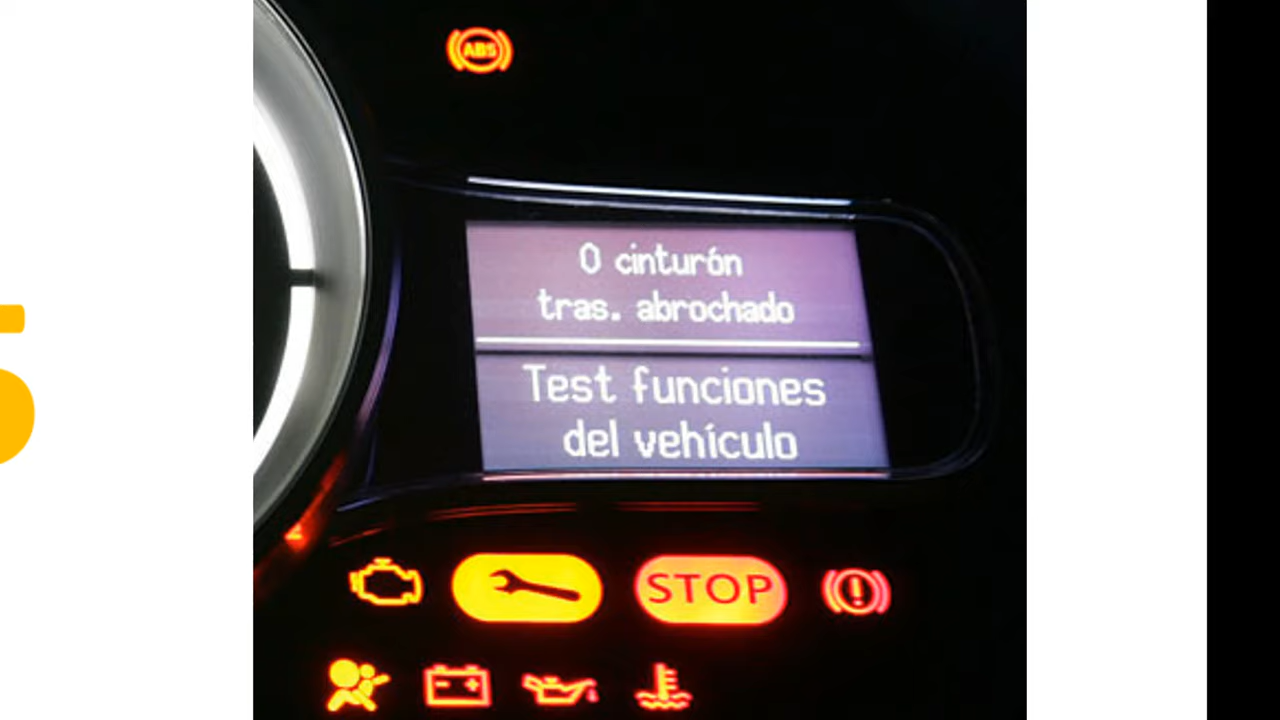 ABS
0 cinturón
tras. abrochado
Test funciones
del vehículo
STOP